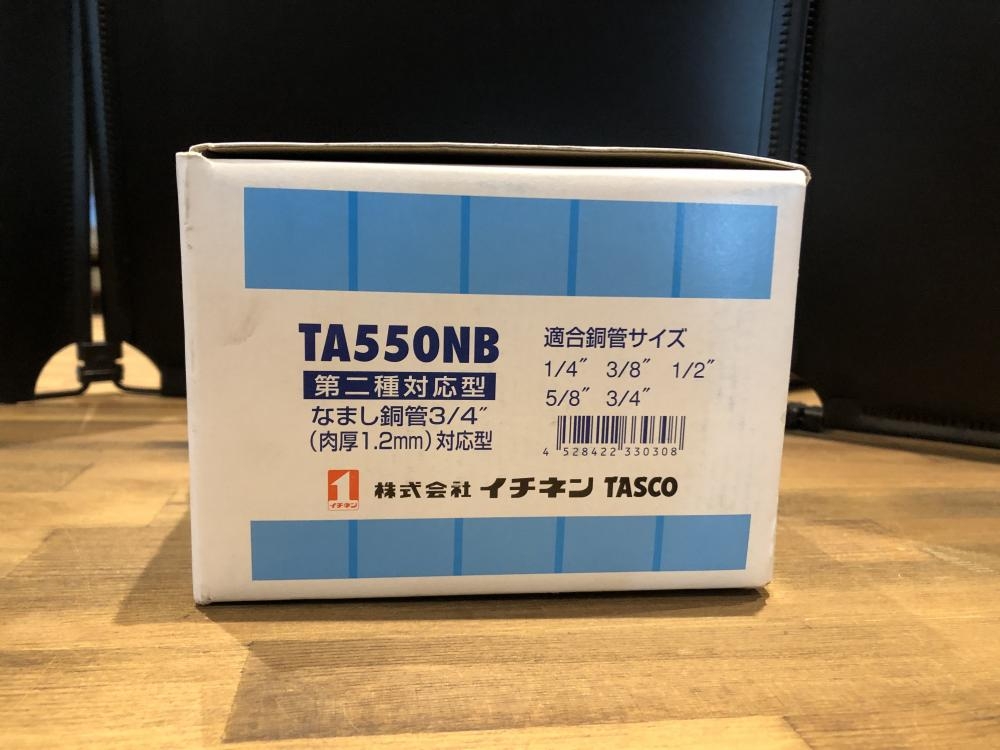 TA550NB
第二種対応型
なまし銅管3/4″
(肉厚1.2mm)対応型
適合銅管サイズ
1/4″ 3/8″ 1/2″
5/8″ 3/4″
4 528422 330308
1
イチネン
株式会社 イチネン TASCO